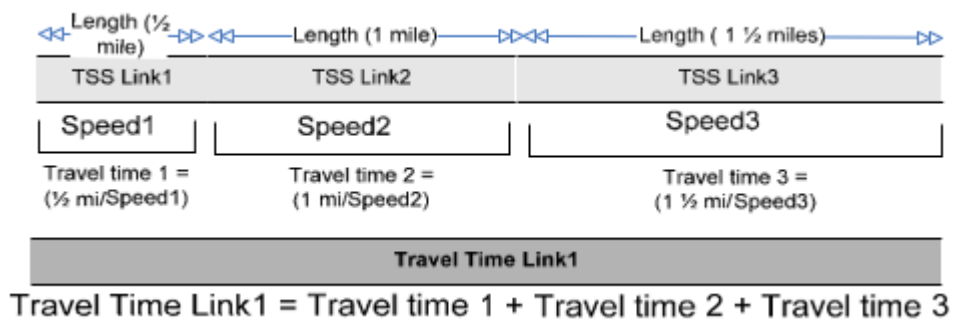 Length (½ mile)
Length (1 mile)
Length ( 1 ½ miles)
TSS Link1
TSS Link2
TSS Link3
Speed1
Speed2
Speed3
Travel time 1 =
(½ mi/Speed1)
Travel time 2 =
(1 mi/Speed2)
Travel time 3 =
(1 ½ mi/Speed3)
Travel Time Link1
Travel Time Link1 = Travel time 1 + Travel time 2 + Travel time 3